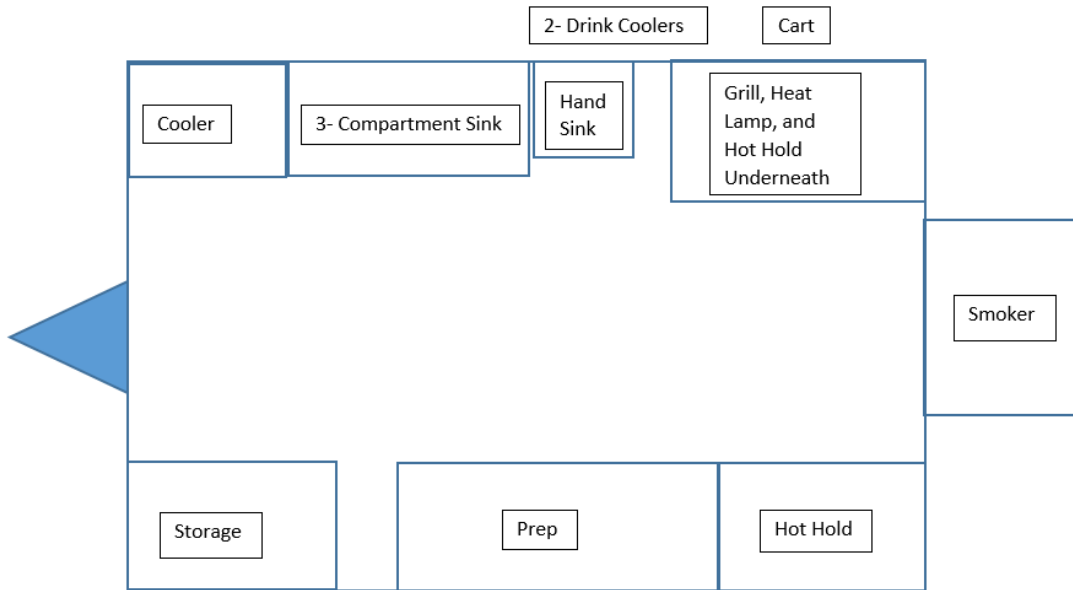 2- Drink Coolers
Cart
Cooler
3- Compartment Sink
Hand
Sink
Grill, Heat
Lamp, and
Hot Hold
Underneath
Smoker
Storage
Prep
Hot Hold